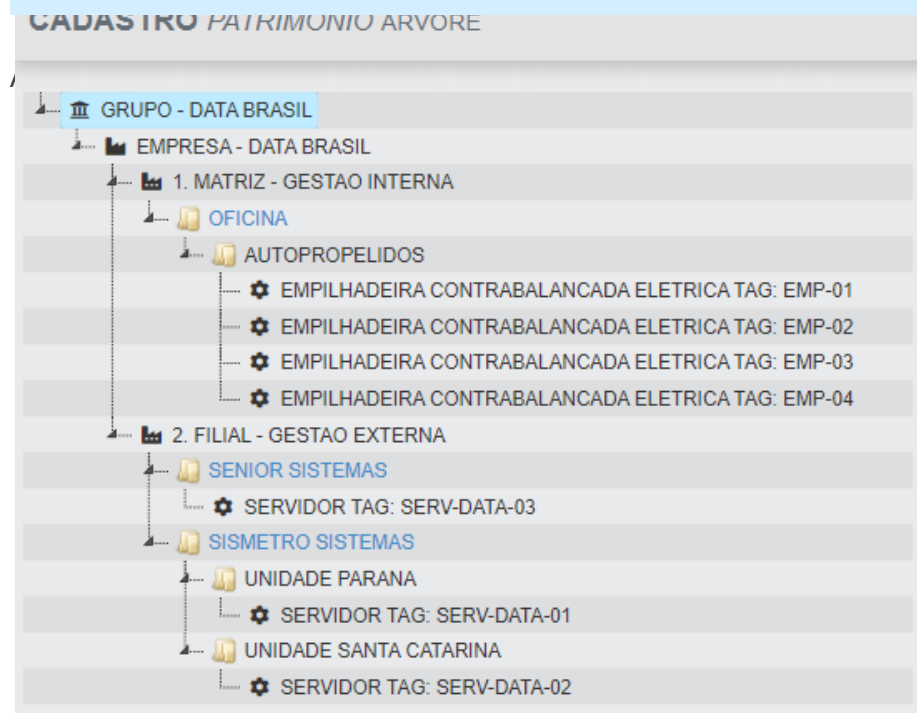 CADASTRO PATRIMONIO ARVORE
GRUPO - DATA BRASIL
EMPRESA - DATA BRASIL
1. MATRIZ - GESTAO INTERNA
OFICINA
AUTOPROPELIDOS
EMPILHADEIRA CONTRABALANCADA ELETRICA TAG: EMP-01
EMPILHADEIRA CONTRABALANCADA ELETRICA TAG: EMP-02
EMPILHADEIRA CONTRABALANCADA ELETRICA TAG: EMP-03
EMPILHADEIRA CONTRABALANCADA ELETRICA TAG: EMP-04
2. FILIAL - GESTAO EXTERNA
SENIOR SISTEMAS
SERVIDOR TAG: SERV-DATA-03
SISMETRO SISTEMAS
UNIDADE PARANA
SERVIDOR TAG: SERV-DATA-01
UNIDADE SANTA CATARINA
SERVIDOR TAG: SERV-DATA-02